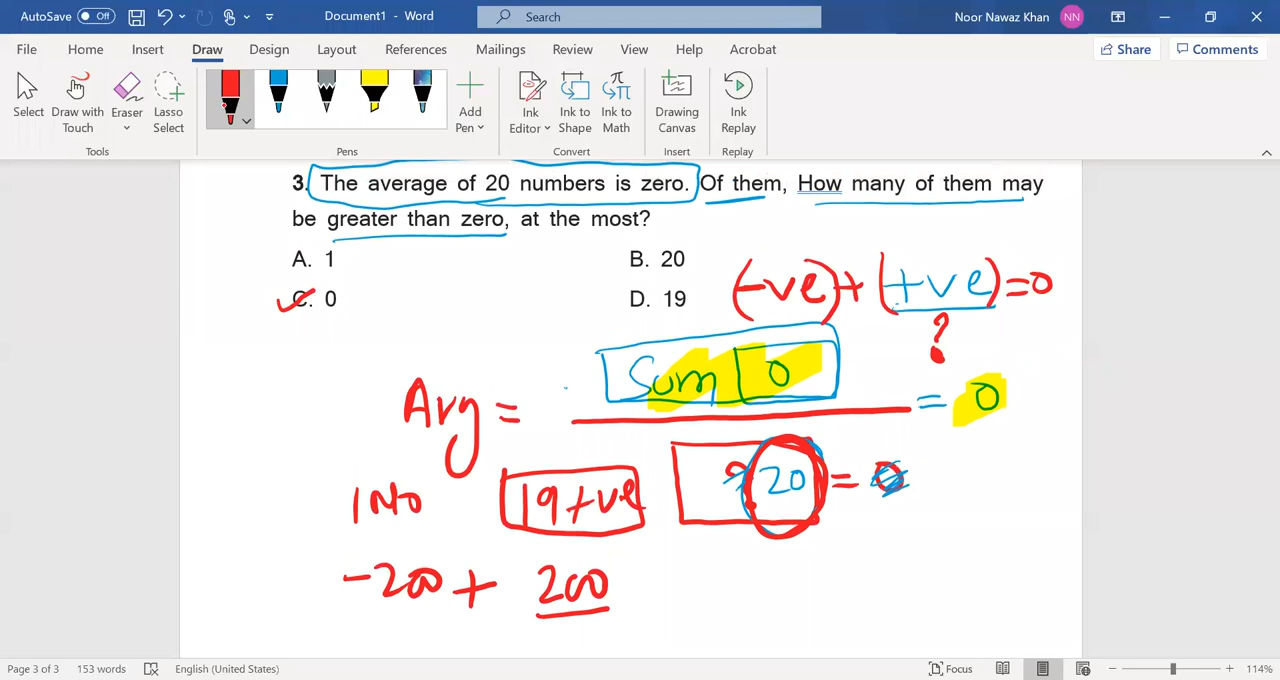 AutoSave Off Document1 - Word Search Noor Nawaz Khan NN
File Home Insert Draw Design Layout References Mailings Review View Help Acrobat Share Comments
Select Draw with Touch Eraser Lasso Select Add Pen Ink Editor Ink to Shape Ink to Math Drawing Canvas Ink Replay
Tools Pens Convert Insert Replay
3. The average of 20 numbers is zero. Of them, How many of them may
be greater than zero, at the most?
A. 1 B. 20
C. 0 D. 19
(-ve) + (+ve) = 0
?
Sum 0
Avg = = 0
20 =
1 No 19 +ve
-200 + 200
Page 3 of 3 153 words English (United States) Focus 114%